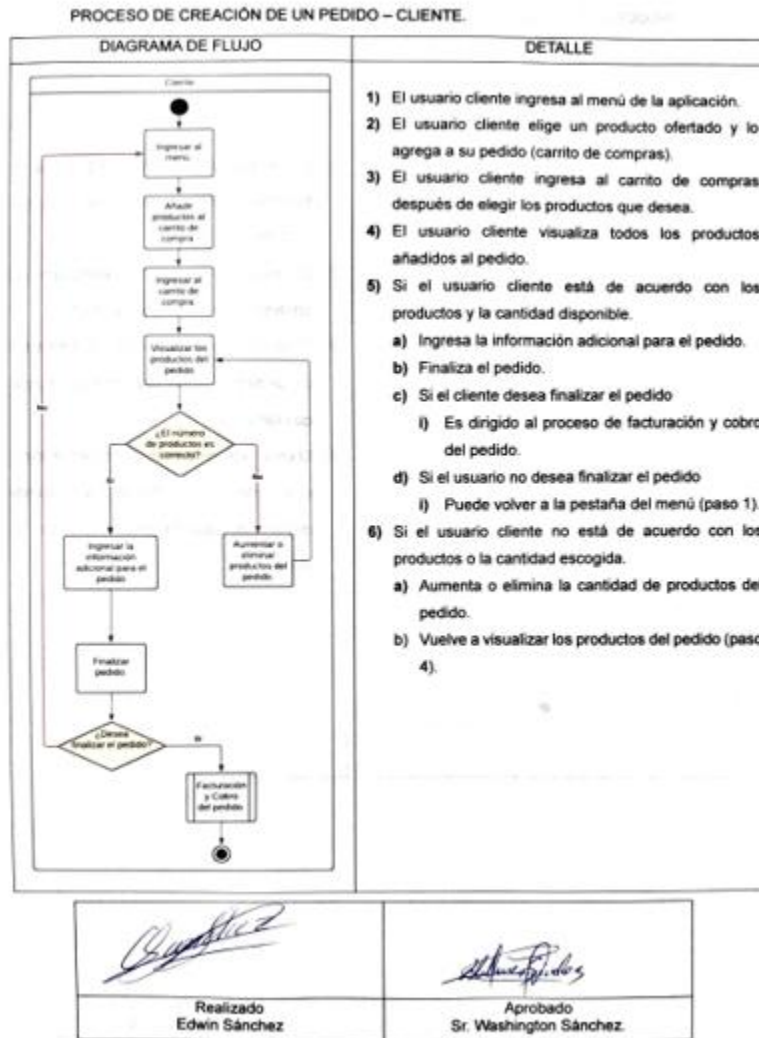 PROCESO DE CREACIÓN DE UN PEDIDO – CLIENTE.
DIAGRAMA DE FLUJO
DETALLE
Cliente
Ingresar al
menú
Añadir
productos al
carrito de
compra
Ingresar al
carrito de
compra
Visualizar los
productos del
pedido
¿El número
de productos es
correcto?
Si
No
No
Ingresar la
información
adicional para el
pedido
Aumentar o
eliminar
productos del
pedido.
Finalizar
pedido
¿Desea
finalizar el pedido?
si
Facturación
y Cobro
del pedido
1) El usuario cliente ingresa al menú de la aplicación.
2) El usuario cliente elige un producto ofertado y lo
agrega a su pedido (carrito de compras).
3) El usuario cliente ingresa al carrito de compras
después de elegir los productos que desea.
4) El usuario cliente visualiza todos los productos
añadidos al pedido.
5) Si el usuario cliente está de acuerdo con los
productos y la cantidad disponible.
a) Ingresa la información adicional para el pedido.
b) Finaliza el pedido.
c) Si el cliente desea finalizar el pedido
i) Es dirigido al proceso de facturación y cobro
del pedido.
d) Si el usuario no desea finalizar el pedido
i) Puede volver a la pestaña del menú (paso 1).
6) Si el usuario cliente no está de acuerdo con los
productos o la cantidad escogida.
a) Aumenta o elimina la cantidad de productos del
pedido.
b) Vuelve a visualizar los productos del pedido (paso
4).
Realizado
Edwin Sánchez
Aprobado
Sr. Washington Sánchez.